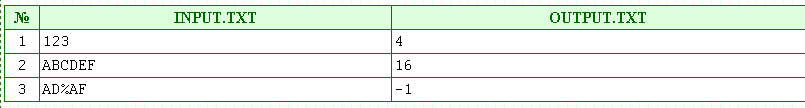 № INPUT.TXT OUTPUT.TXT
1 123 4
2 ABCDEF 16
3 AD%AF -1